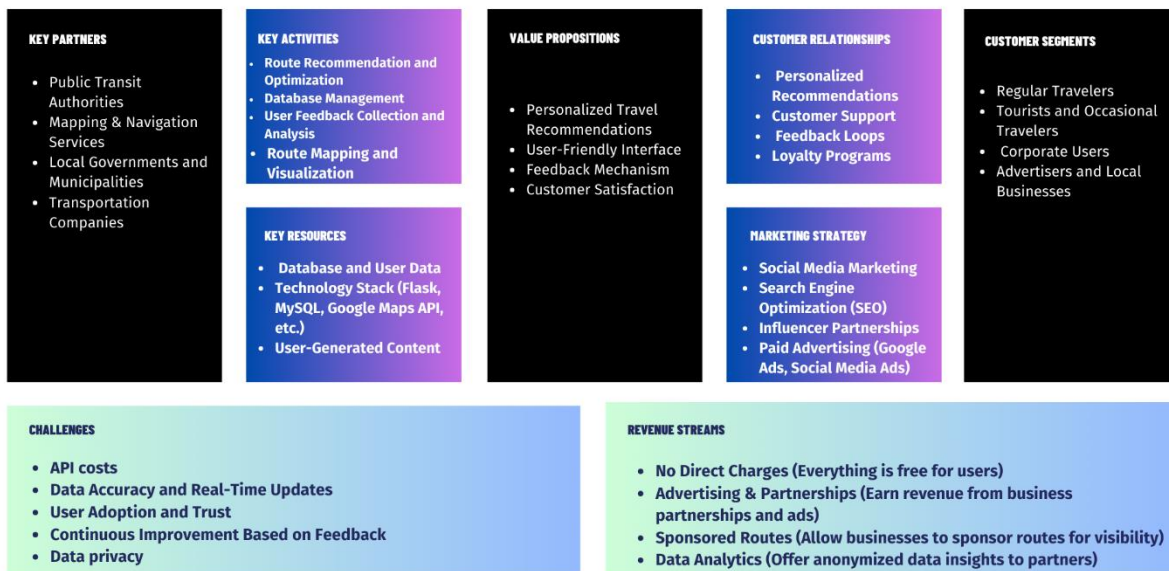 KEY PARTNERS
• Public Transit
Authorities
• Mapping & Navigation
Services
• Local Governments and
Municipalities
• Transportation
Companies
KEY ACTIVITIES
• Route Recommendation and
Optimization
• Database Management
• User Feedback Collection and
Analysis
• Route Mapping and
Visualization
KEY RESOURCES
• Database and User Data
• Technology Stack (Flask,
MySQL, Google Maps API,
etc.)
• User-Generated Content
VALUE PROPOSITIONS
• Personalized Travel
Recommendations
• User-Friendly Interface
• Feedback Mechanism
• Customer Satisfaction
CUSTOMER RELATIONSHIPS
• Personalized
Recommendations
• Customer Support
• Feedback Loops
• Loyalty Programs
MARKETING STRATEGY
• Social Media Marketing
• Search Engine
Optimization (SEO)
• Influencer Partnerships
• Paid Advertising (Google
Ads, Social Media Ads)
CUSTOMER SEGMENTS
• Regular Travelers
• Tourists and Occasional
Travelers
• Corporate Users
• Advertisers and Local
Businesses
CHALLENGES
• API costs
• Data Accuracy and Real-Time Updates
• User Adoption and Trust
• Continuous Improvement Based on Feedback
• Data privacy
REVENUE STREAMS
• No Direct Charges (Everything is free for users)
• Advertising & Partnerships (Earn revenue from business
partnerships and ads)
• Sponsored Routes (Allow businesses to sponsor routes for visibility)
• Data Analytics (Offer anonymized data insights to partners)